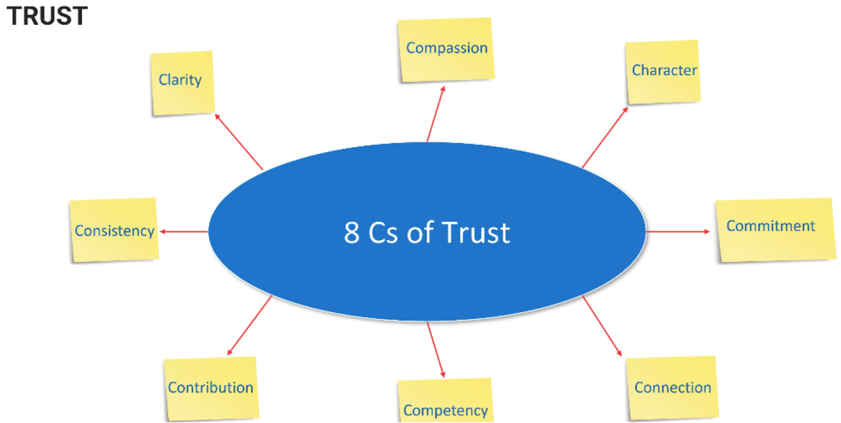 TRUST
Compassion
Clarity
Character
Consistency
8 Cs of Trust
Commitment
Contribution
Competency
Connection